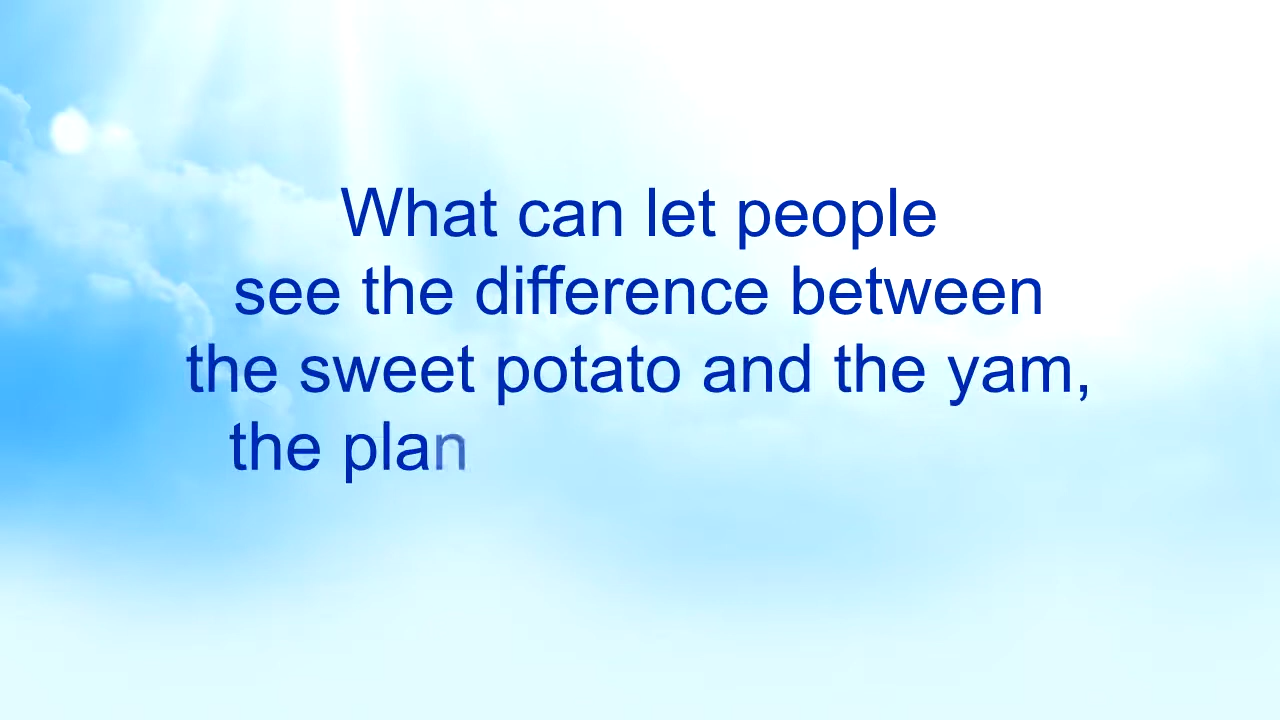 What can let people
see the difference between
the sweet potato and the yam,
the plan